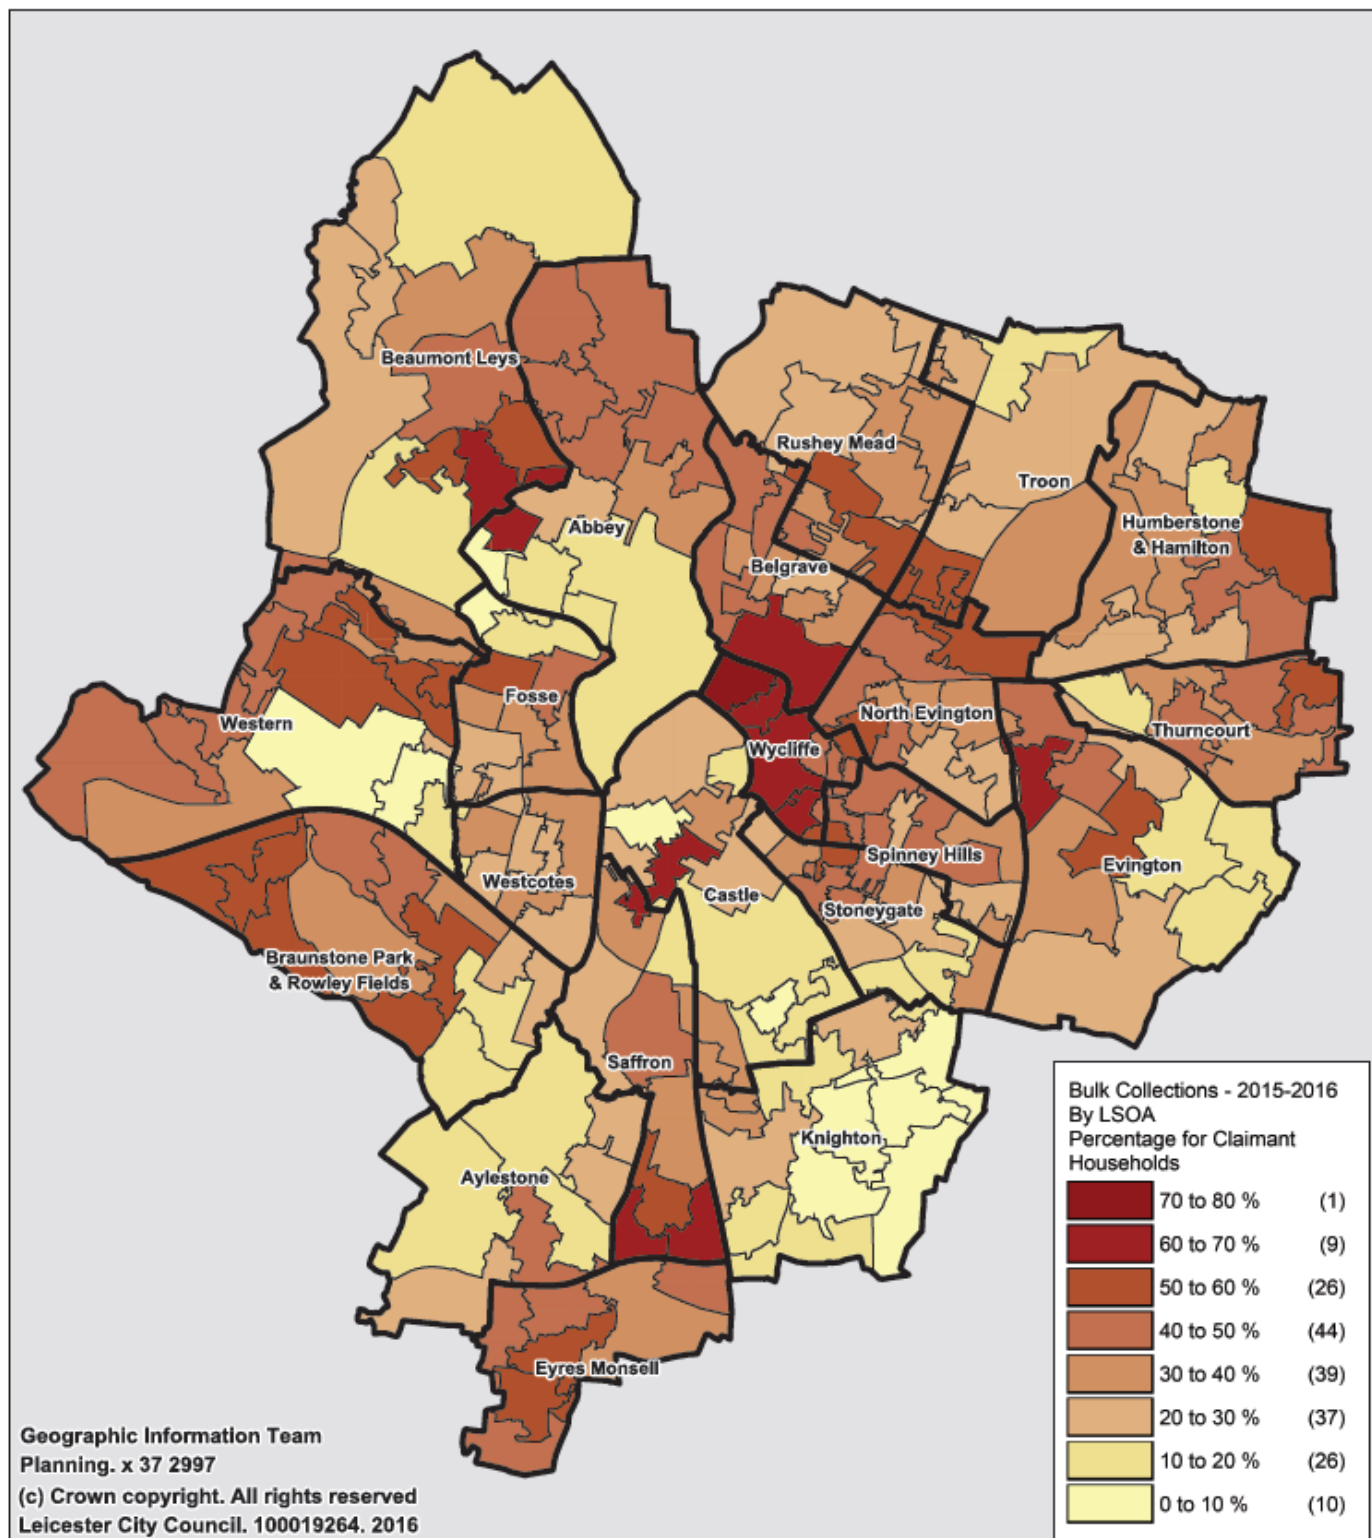 Beaumont Leys
Rushey Mead
Troon
Abbey
Humberstone
& Hamilton
Belgrave
Fosse
Western
North Evington
Thurncourt
Wycliffe
Spinney Hills
Evington
Westcotes
Castle
Stoneygate
Braunstone Park
& Rowley Fields
Saffron
Knighton
Aylestone
Eyres Monsell
Bulk Collections - 2015-2016
By LSOA
Percentage for Claimant
Households
70 to 80 % (1)
60 to 70 % (9)
50 to 60 % (26)
40 to 50 % (44)
30 to 40 % (39)
20 to 30 % (37)
10 to 20 % (26)
0 to 10 % (10)
Geographic Information Team
Planning. x 37 2997
(c) Crown copyright. All rights reserved
Leicester City Council. 100019264. 2016